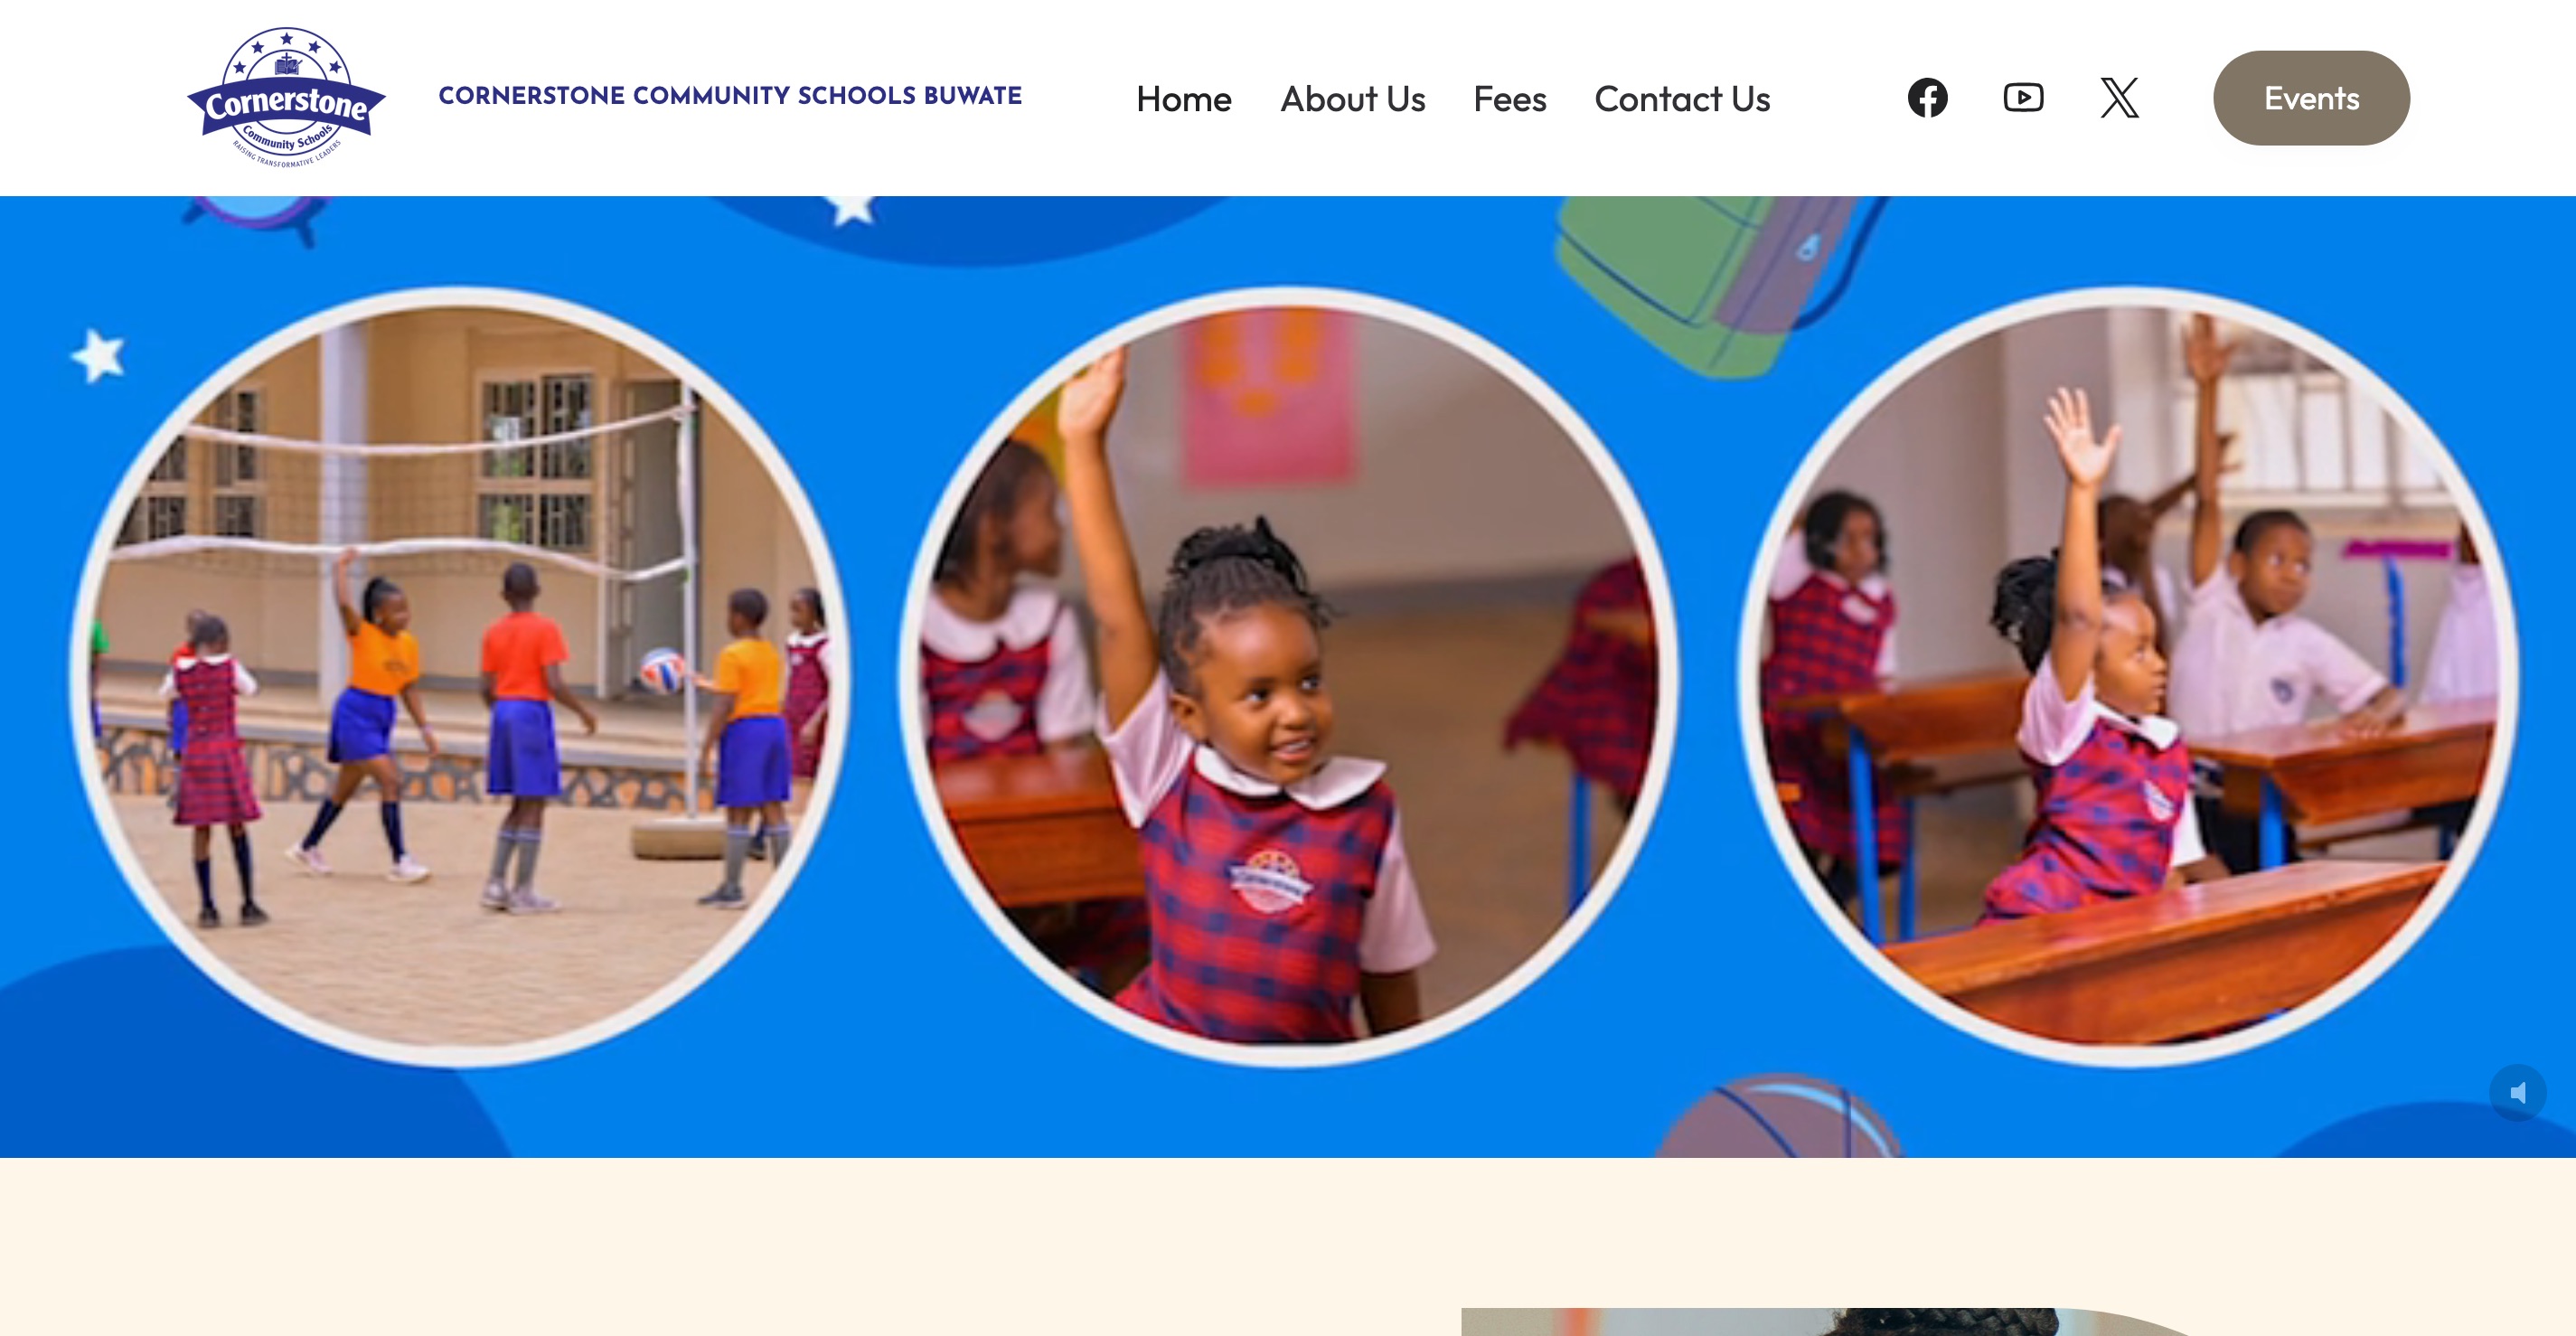 Cornerstone
Community Schools
RAISING TRANSFORMATIVE LEADERS
CORNERSTONE COMMUNITY SCHOOLS BUWATE
Home
About Us
Fees
Contact Us
Events